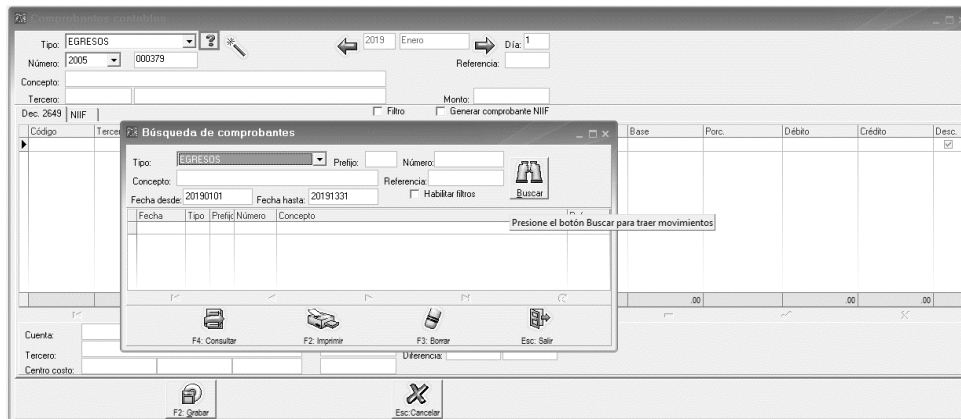 Comprobantes contables
Tipo: EGRESOS ? 2019 Enero Día: 1
Número: 2005 000379 Referencia:
Concepto:
Tercero: Monto:
Dec. 2649 NIIF Filtro Generar comprobante NIIF
Código Tercer Base Porc. Débito Crédito Desc.
Búsqueda de comprobantes
Tipo: EGRESOS Prefijo: Número:
Concepto: Referencia:
Fecha desde: 20190101 Fecha hasta: 20191331 Habilitar filtros Buscar
Fecha Tipo Prefijo Número Concepto
Presione el botón Buscar para traer movimientos
.00 .00 .00
F4: Consultar F2: Imprimir F3: Borrar Esc: Salir
Cuenta:
Tercero: Diferencia:
Centro costo:
F2: Grabar Esc:Cancelar